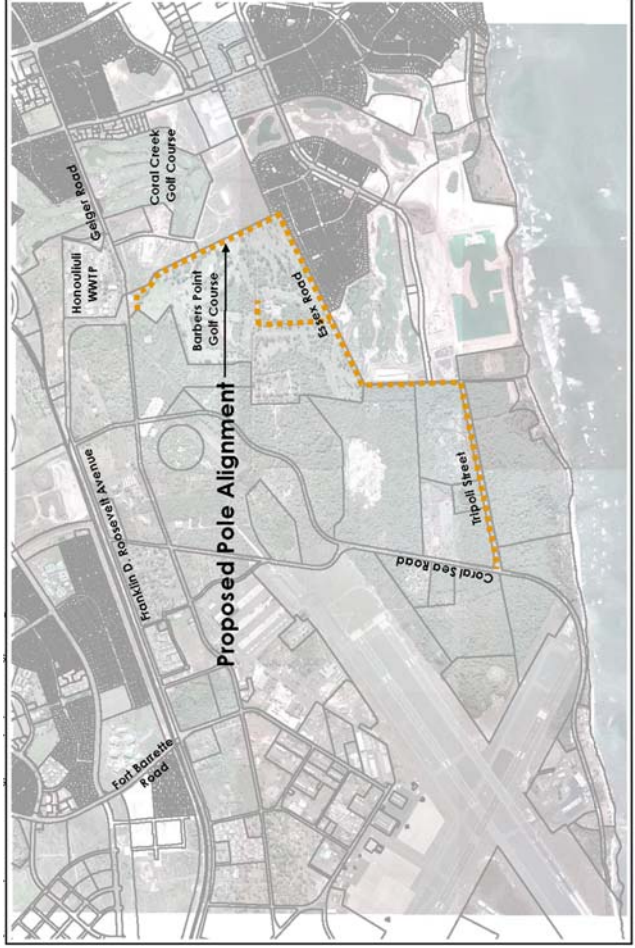 Geiger Road
Honouliuli
WWTP
Franklin D. Roosevelt Avenue
Fort Barrette
Road
Coral Creek
Golf Course
Barbers Point
Golf Course
Proposed Pole Alignment
Essex Road
Coral Sea Road
Tripoli Street